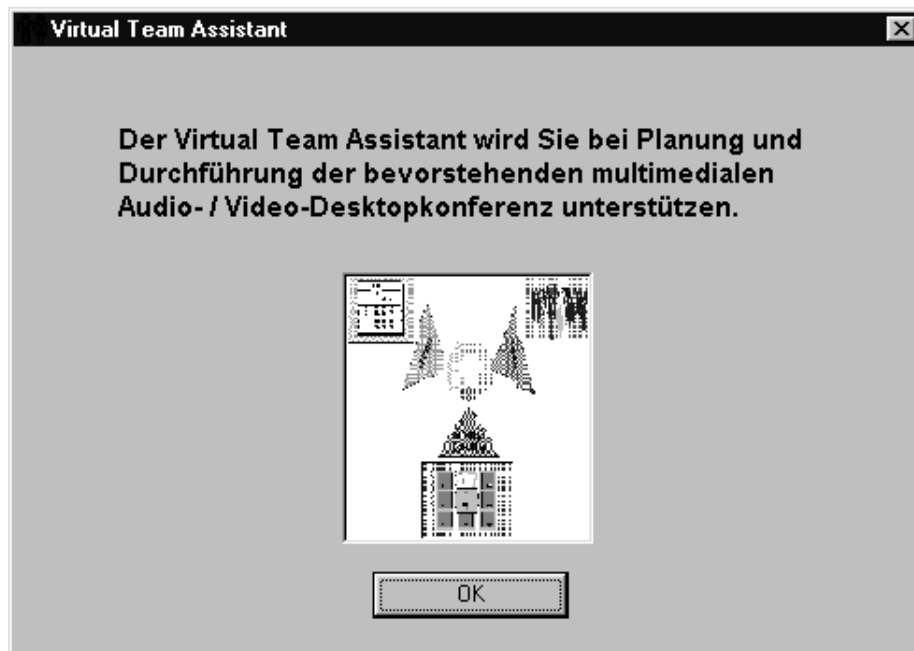 Virtual Team Assistant
Der Virtual Team Assistant wird Sie bei Planung und
Durchführung der bevorstehenden multimedialen
Audio- / Video-Desktopkonferenz unterstützen.
OK